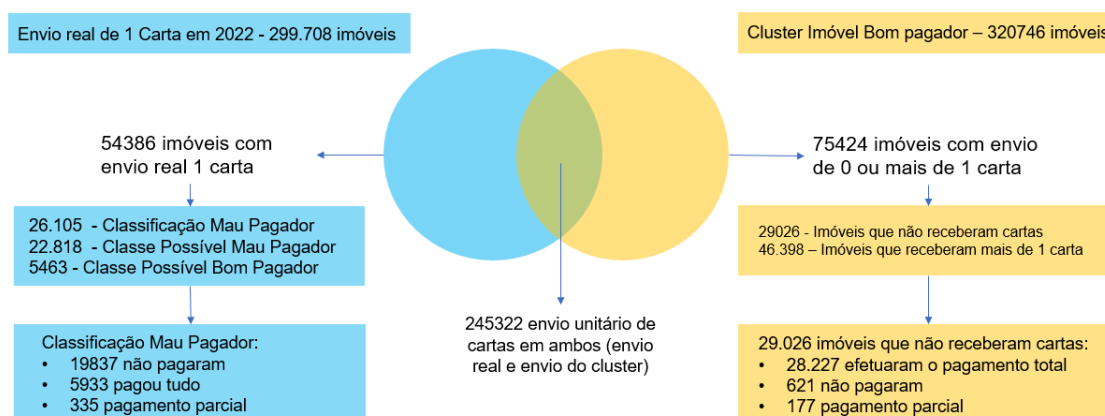 Envio real de 1 Carta em 2022 - 299.708 imóveis
Cluster Imóvel Bom pagador – 320746 imóveis
54386 imóveis com
envio real 1 carta
75424 imóveis com envio
de 0 ou mais de 1 carta
26.105 - Classificação Mau Pagador
22.818 - Classe Possível Mau Pagador
5463 - Classe Possível Bom Pagador
29026 - Imóveis que não receberam cartas
46.398 – Imóveis que receberam mais de 1 carta
245322 envio unitário de
cartas em ambos (envio
real e envio do cluster)
Classificação Mau Pagador:
• 19837 não pagaram
• 5933 pagou tudo
• 335 pagamento parcial
29.026 imóveis que não receberam cartas:
• 28.227 efetuaram o pagamento total
• 621 não pagaram
• 177 pagamento parcial